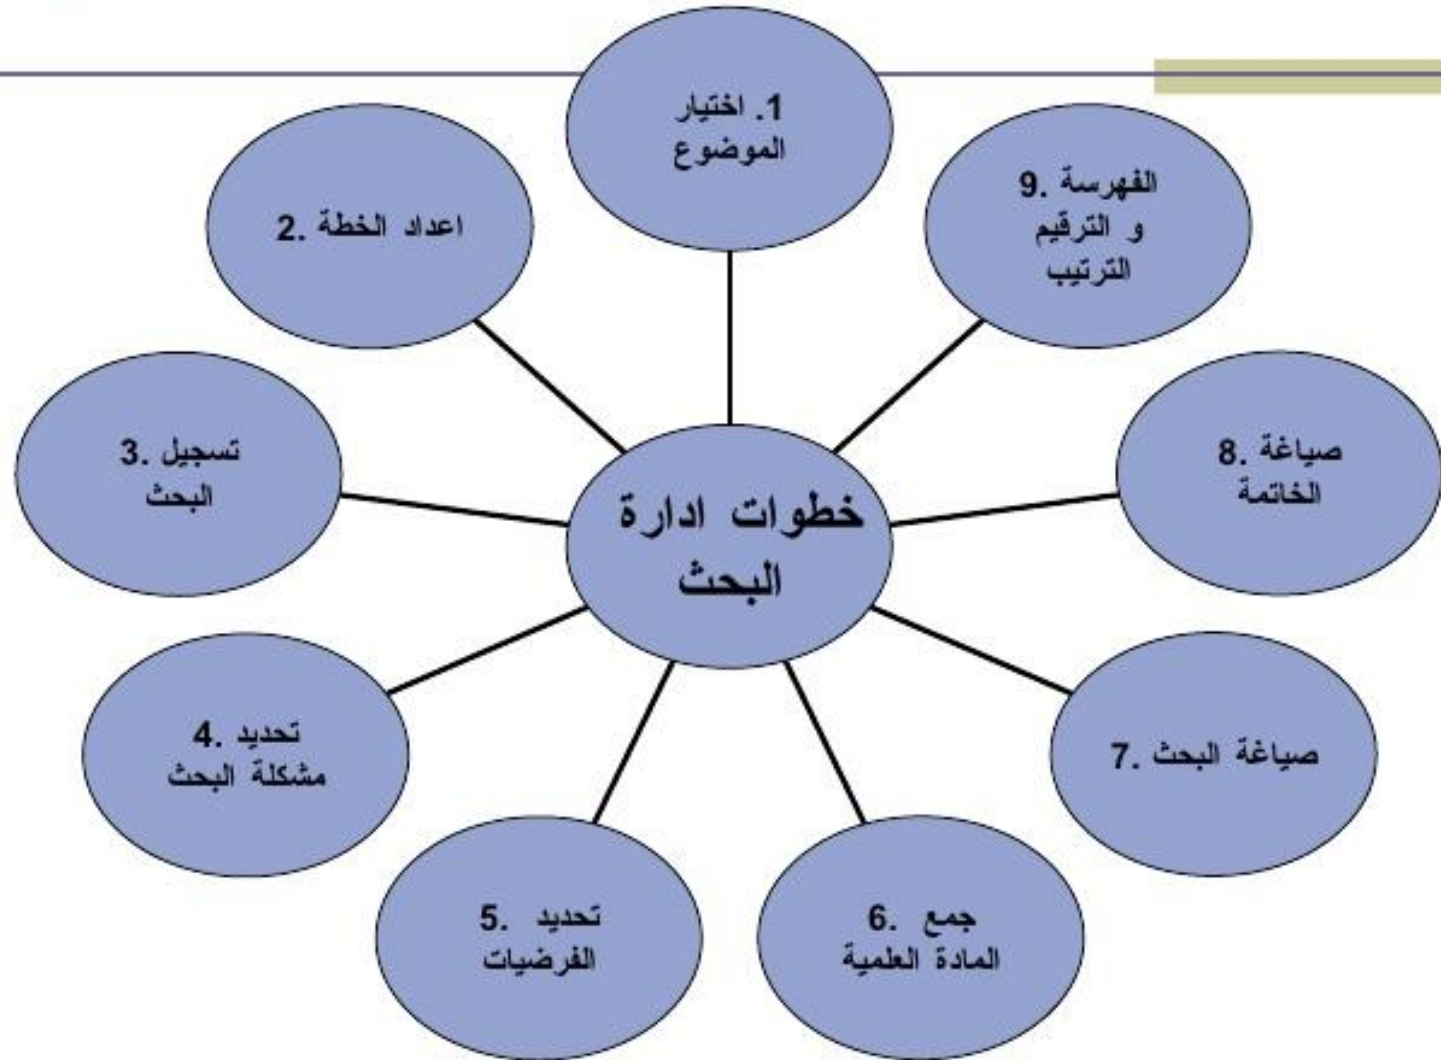 خطوات ادارة
البحث
1. اختيار
الموضوع
2. اعداد الخطة
3. تسجيل
البحث
4. تحديد
مشكلة البحث
5. تحديد
الفرضيات
6. جمع
المادة العلمية
7. صياغة البحث
8. صياغة
الخاتمة
9. الفهرسة
و الترقيم
الترتيب